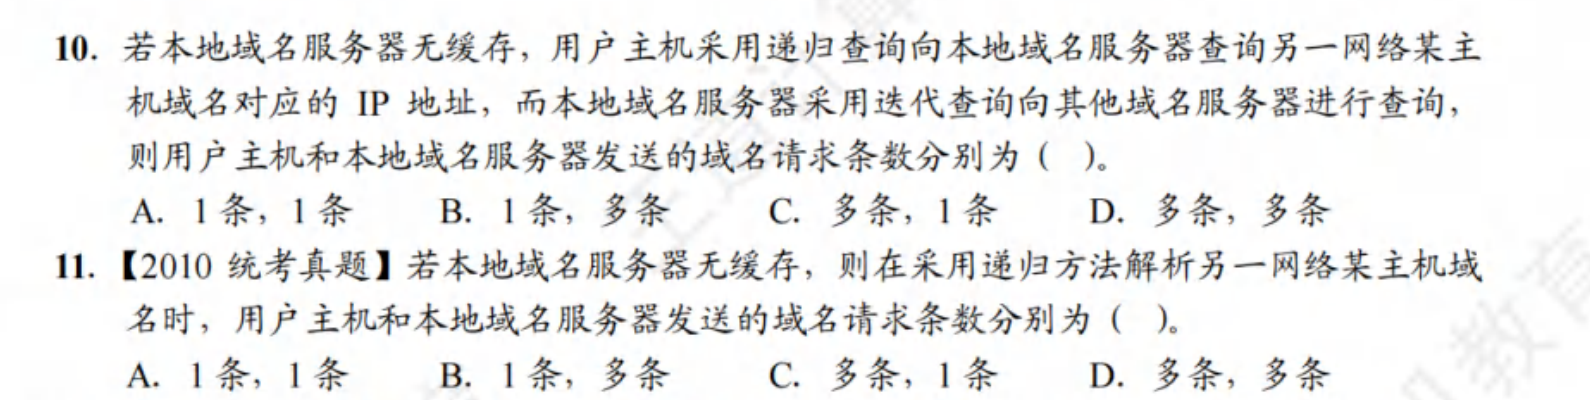 10. 若本地域名服务器无缓存，用户主机采用递归查询向本地域名服务器查询另一网络某主
机域名对应的 IP 地址，而本地域名服务器采用迭代查询向其他域名服务器进行查询，
则用户主机和本地域名服务器发送的域名请求条数分别为（ ）。
A. 1条，1条 B. 1条，多条 C. 多条，1条 D. 多条，多条
11.【2010 统考真题】若本地域名服务器无缓存，则在采用递归方法解析另一网络某主机域
名时，用户主机和本地域名服务器发送的域名请求条数分别为（ ）。
A. 1条，1条 B. 1条，多条 C. 多条，1条 D. 多条，多条